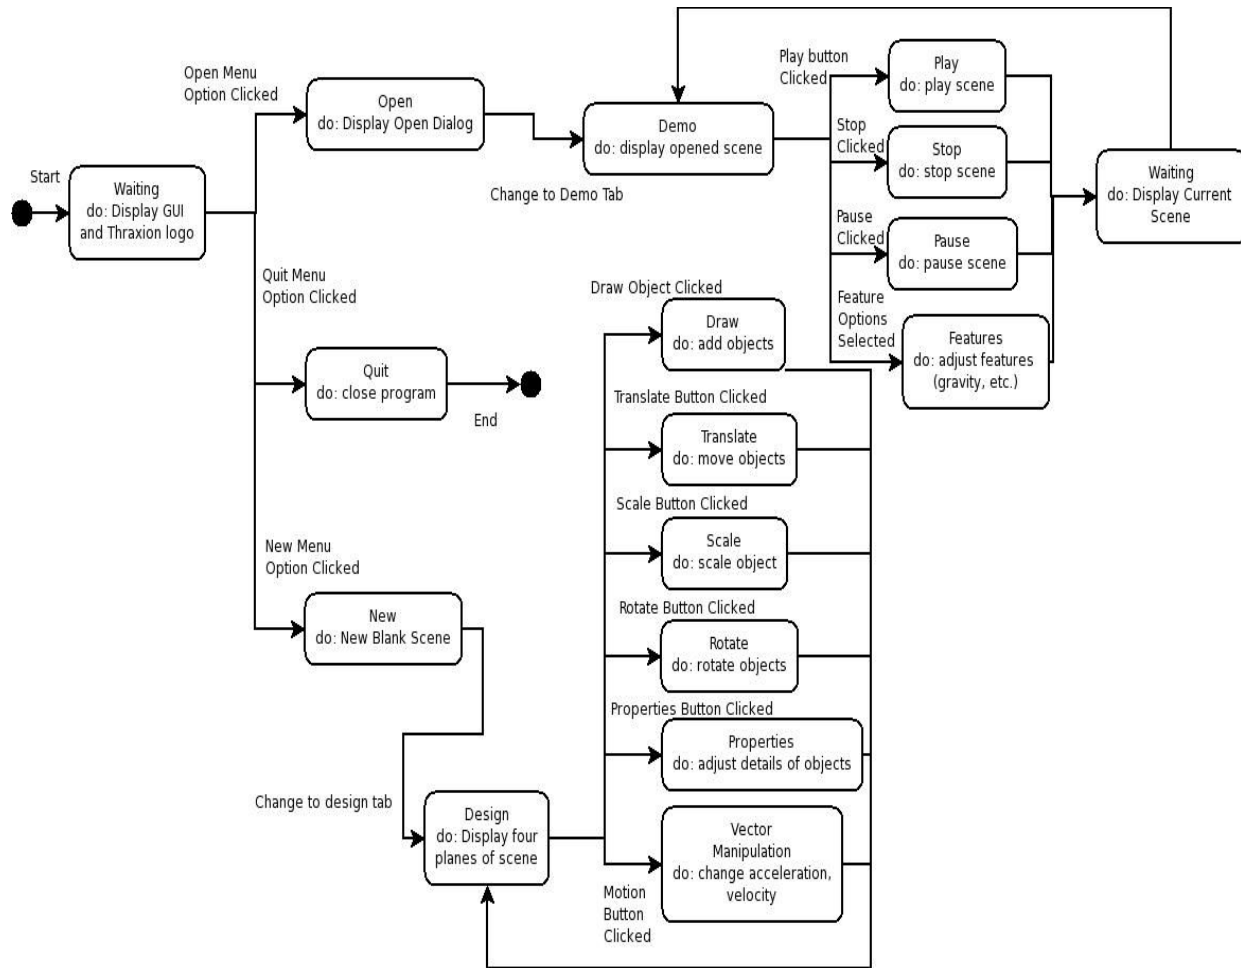 Start
Waiting
do: Display GUI
and Thraxion logo
Open Menu
Option Clicked
Open
do: Display Open Dialog
Change to Demo Tab
Demo
do: display opened scene
Play button
Clicked
Play
do: play scene
Stop
Clicked
Stop
do: stop scene
Pause
Clicked
Pause
do: pause scene
Feature
Options
Selected
Features
do: adjust features
(gravity, etc.)
Waiting
do: Display Current
Scene
Quit Menu
Option Clicked
Quit
do: close program
End
New Menu
Option Clicked
New
do: New Blank Scene
Change to design tab
Design
do: Display four
planes of scene
Draw Object Clicked
Draw
do: add objects
Translate Button Clicked
Translate
do: move objects
Scale Button Clicked
Scale
do: scale object
Rotate Button Clicked
Rotate
do: rotate objects
Properties Button Clicked
Properties
do: adjust details of objects
Motion
Button
Clicked
Vector
Manipulation
do: change acceleration,
velocity